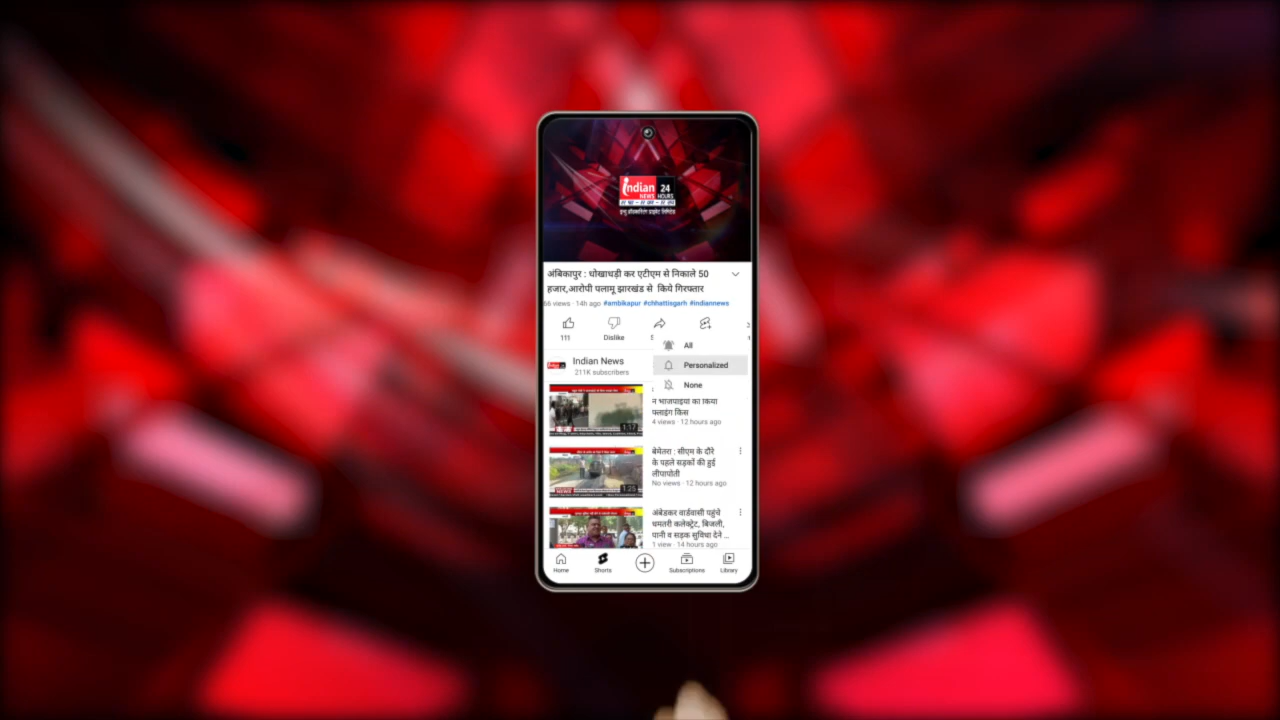 Indian
NEWS
24
HOURS
अंबिकापुर : धोखाधड़ी कर एटीएम से निकाले 50
हजार,आरोपी पलामू झारखंड से किये गिरफ्तार
66 views · 14h ago #ambikapur #chhattisgarh #indiannews
111
Dislike
All
Indian News
211K subscribers
Personalized
None
न भाजपाइयों का किया
फ्लाइंग किस
4 views · 12 hours ago
1:17
बेमेतरा : सीएम के दौरे
के पहले सड़कों की हुई
लीपापोती
No views · 12 hours ago
1:25
अंबेडकर वार्डवासी पहुंचे
धमतरी कलेक्ट्रेट, बिजली,
पानी व सड़क सुविधा देने ...
1 view · 14 hours ago
Home
Shorts
Subscriptions
Library